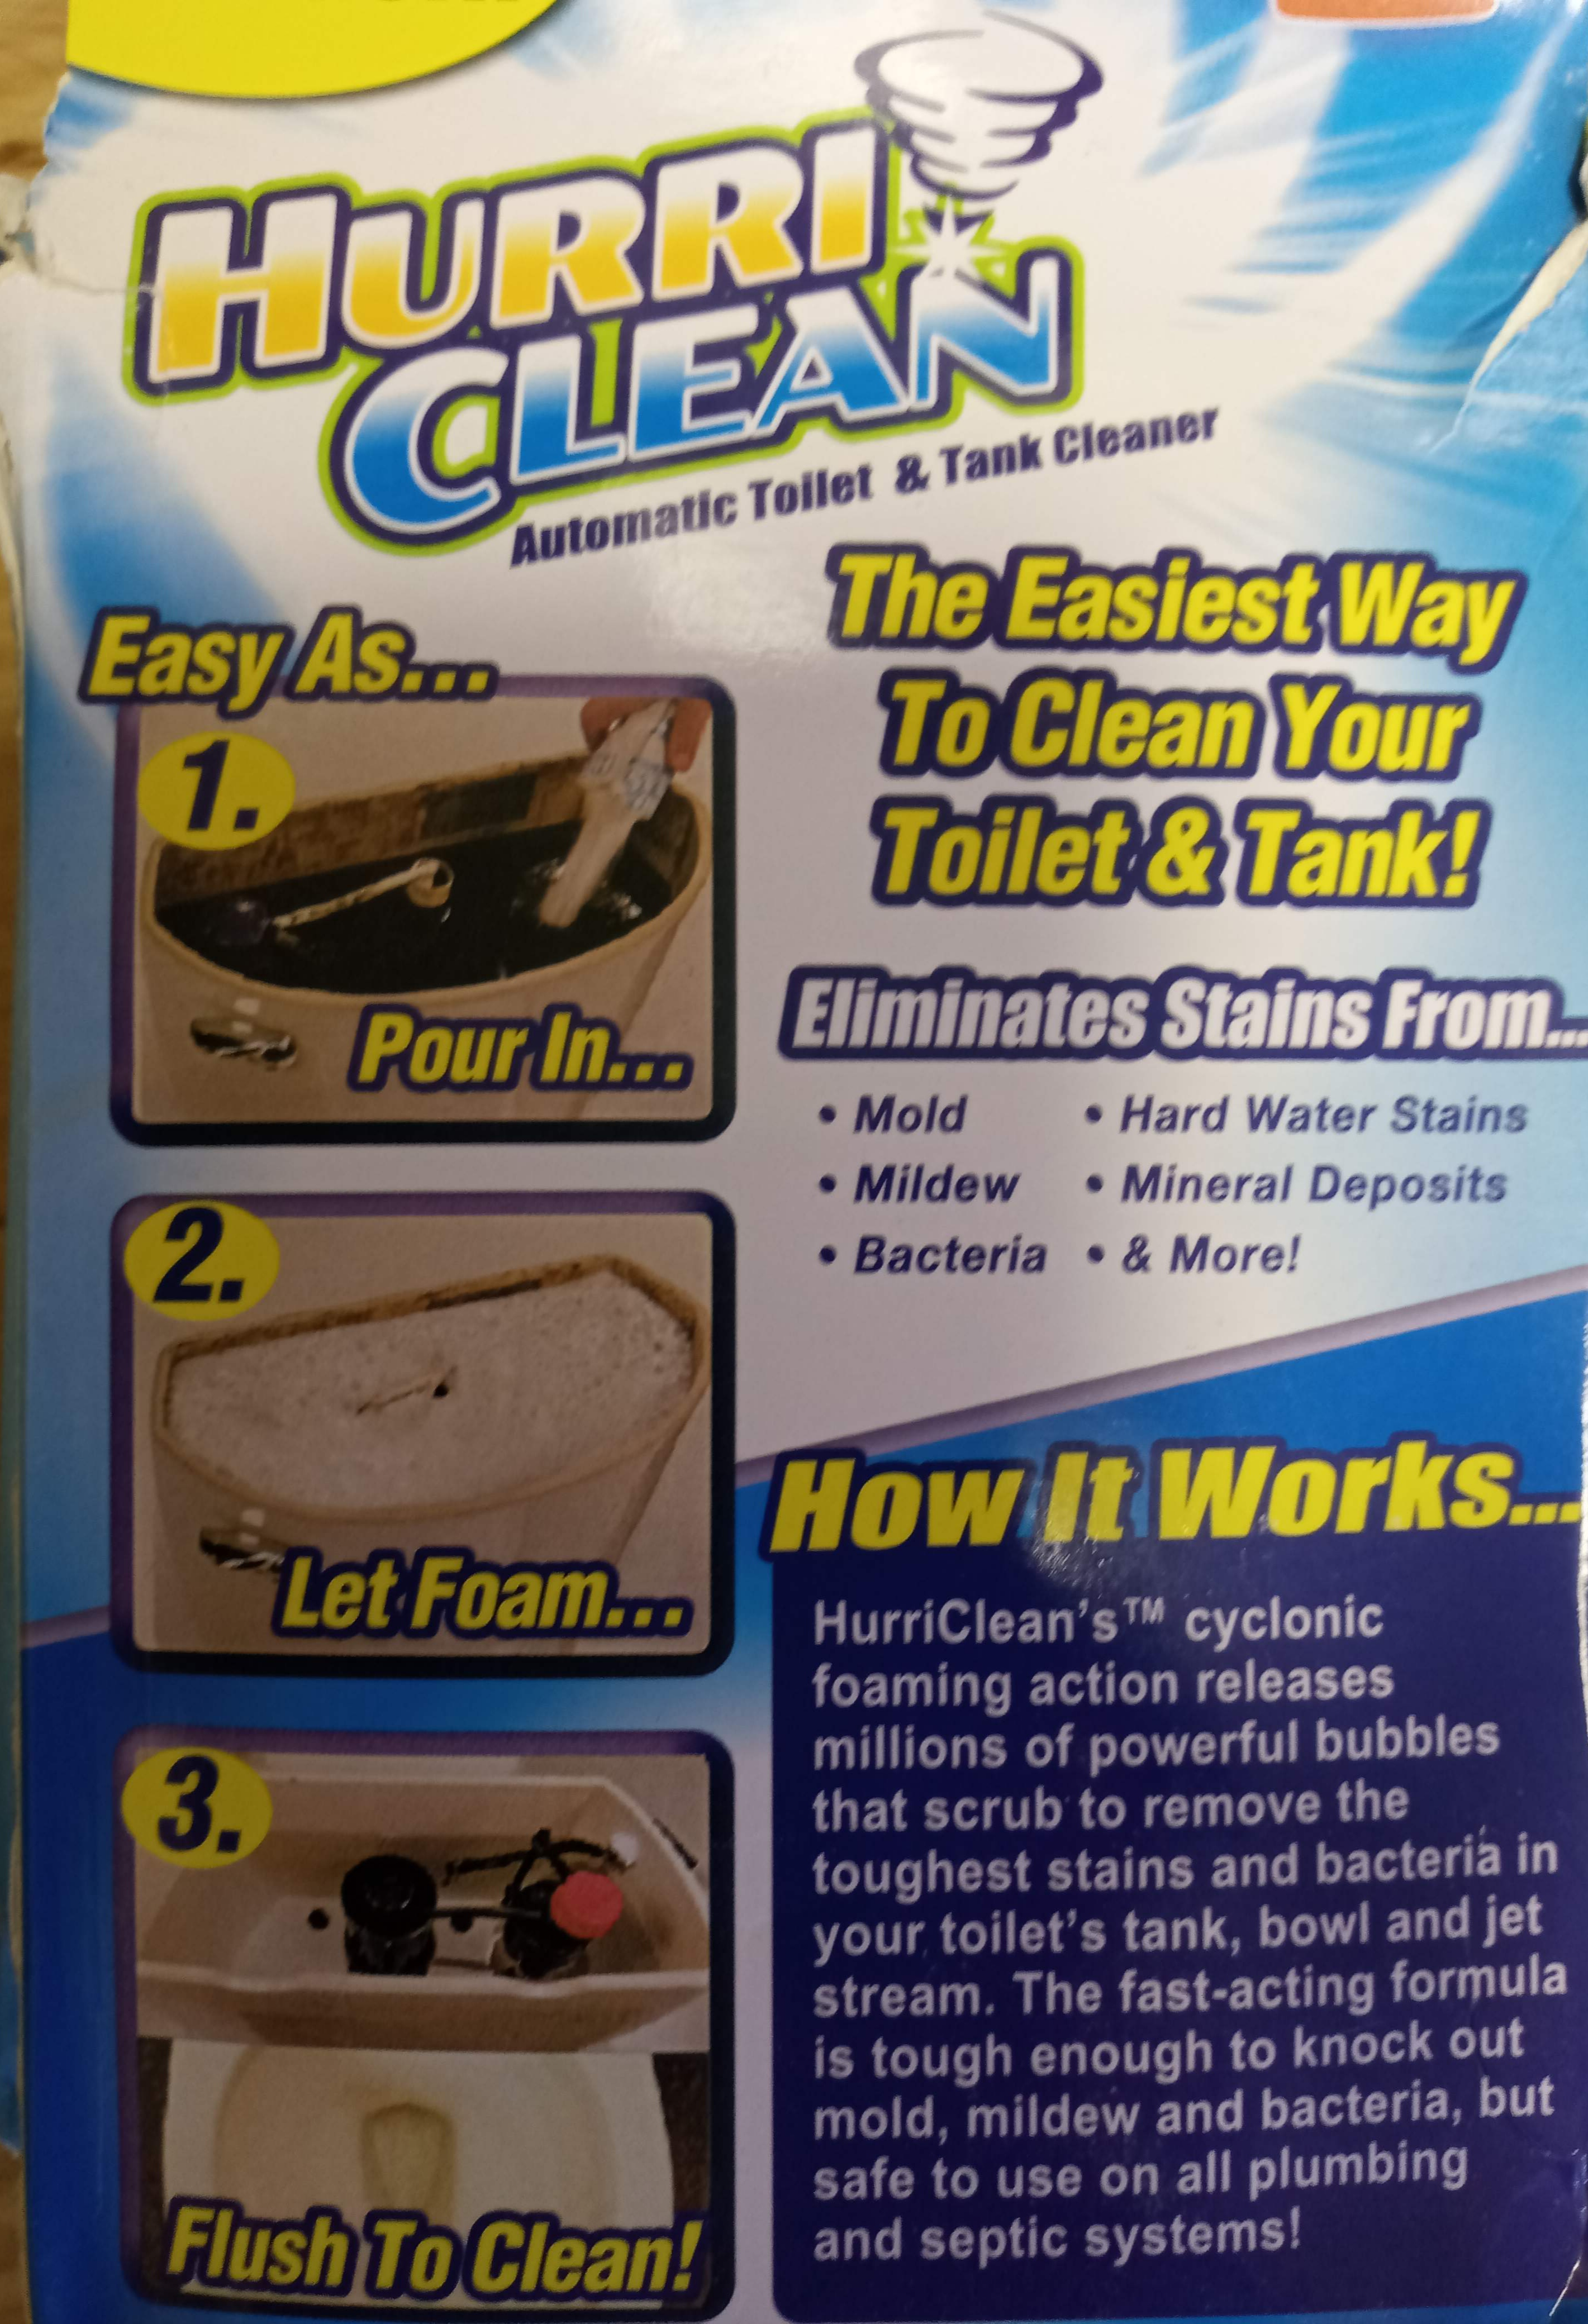 HURRI
CLEAN
Automatic Toilet & Tank Cleaner
Easy As...
1.
Pour In...
2.
Let Foam...
3.
Flush To Clean!
The Easiest Way
To Clean Your
Toilet & Tank!
Eliminates Stains From...
• Mold
• Mildew
• Bacteria
• Hard Water Stains
• Mineral Deposits
• & More!
How It Works...
HurriClean's™ cyclonic
foaming action releases
millions of powerful bubbles
that scrub to remove the
toughest stains and bacteria in
your toilet's tank, bowl and jet
stream. The fast-acting formula
is tough enough to knock out
mold, mildew and bacteria, but
safe to use on all plumbing
and septic systems!